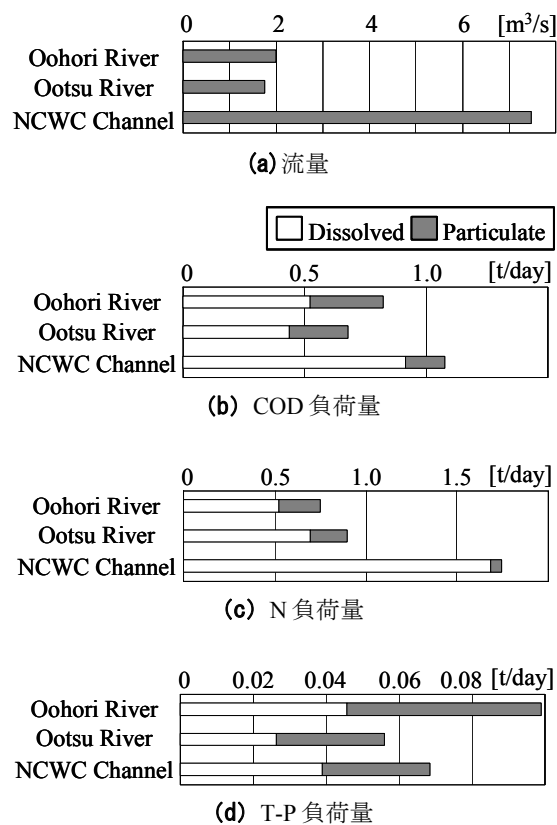 0 2 4 6 [m³/s]
Oohori River
Ootsu River
NCWC Channel
(a) 流量
Dissolved Particulate
0 0.5 1.0 [t/day]
Oohori River
Ootsu River
NCWC Channel
(b) COD 負荷量
0 0.5 1.0 1.5 [t/day]
Oohori River
Ootsu River
NCWC Channel
(c) N 負荷量
0 0.02 0.04 0.06 0.08 [t/day]
Oohori River
Ootsu River
NCWC Channel
(d) T-P 負荷量